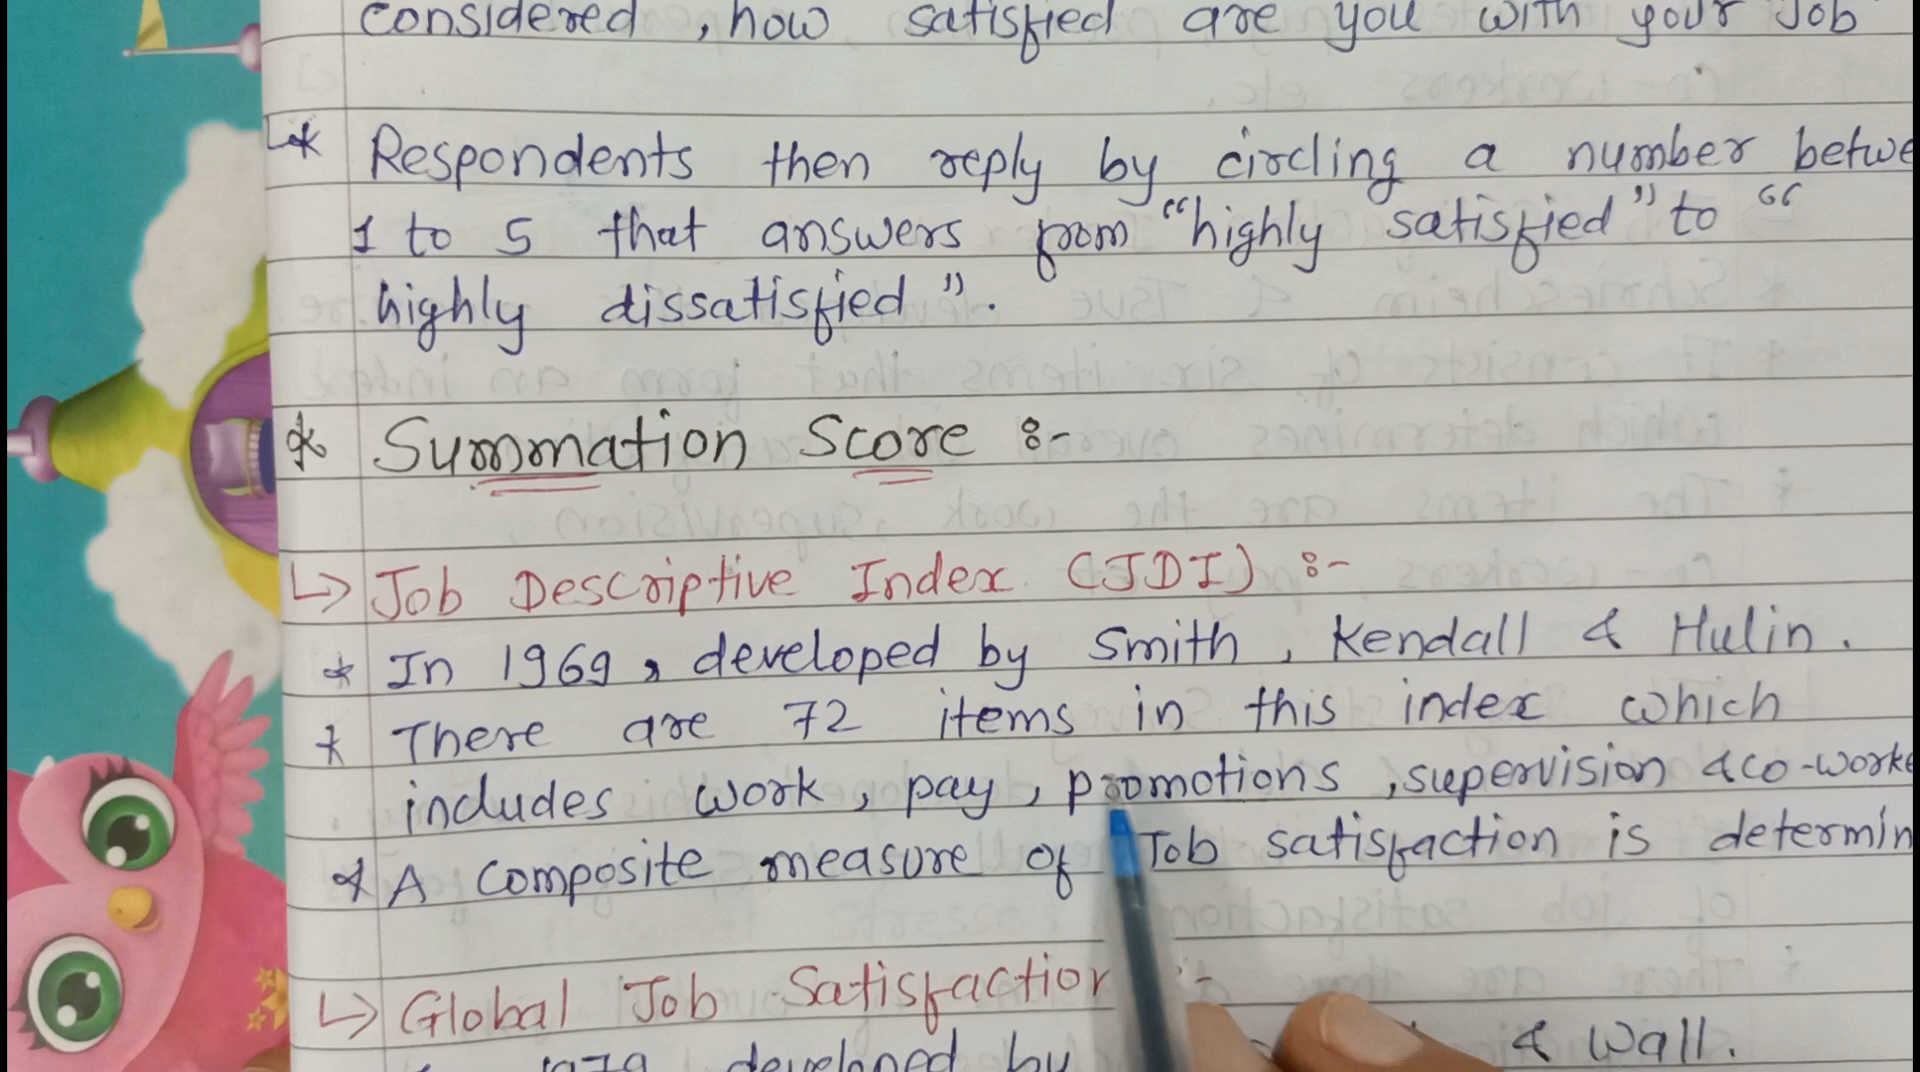 considered, how satisfied are you with your Job
* Respondents then reply by circling a number betwe
1 to 5 that answers from "highly satisfied" to "
highly dissatisfied".
* Summation Score :-
↳ Job Descriptive Index (JDI) :-
* In 1969, developed by Smith, Kendall & Hulin.
* There are 72 items in this index which
includes work, pay, promotions, supervision & co-worke
* A composite measure of Job satisfaction is determin
↳ Global Job Satisfaction :-
1979 developed by & Wall.